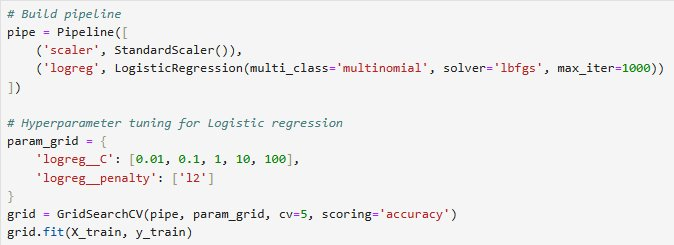 # Build pipeline
pipe = Pipeline([
    ('scaler', StandardScaler()),
    ('logreg', LogisticRegression(multi_class='multinomial', solver='lbfgs', max_iter=1000))
])

# Hyperparameter tuning for Logistic regression
param_grid = {
    'logreg__C': [0.01, 0.1, 1, 10, 100],
    'logreg__penalty': ['l2']
}
grid = GridSearchCV(pipe, param_grid, cv=5, scoring='accuracy')
grid.fit(X_train, y_train)